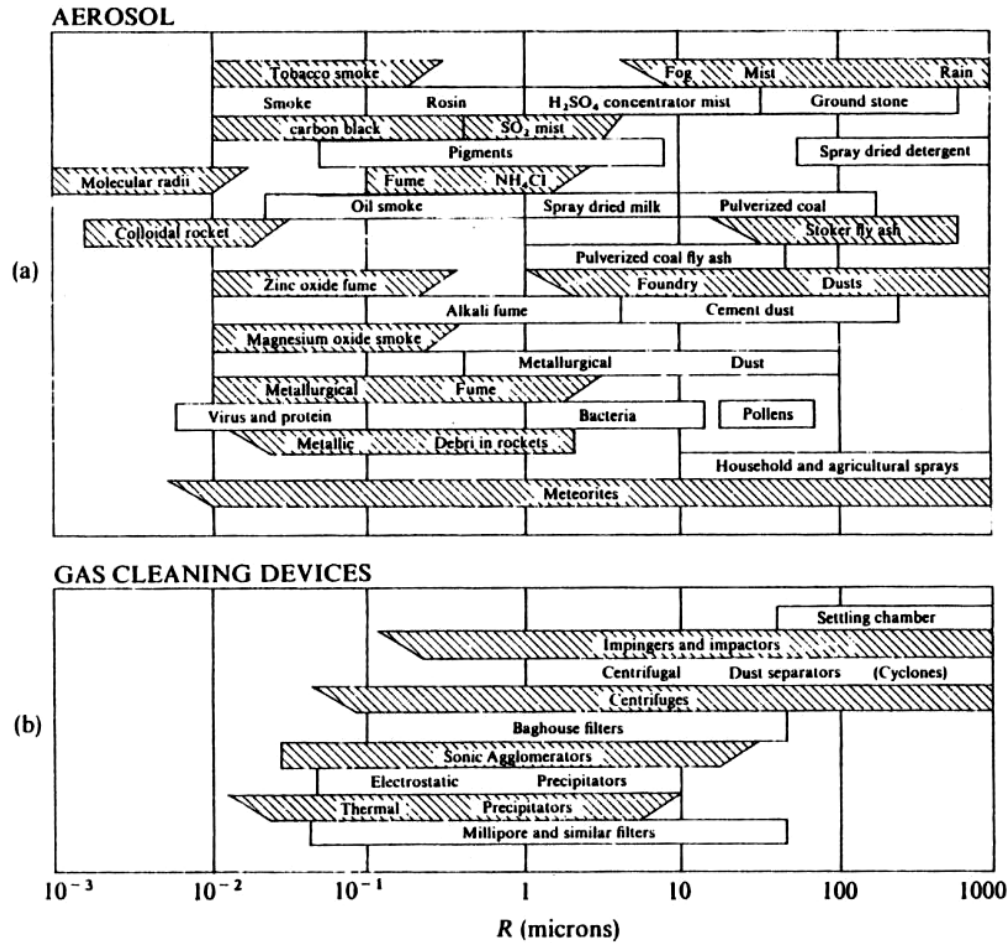 AEROSOL
Tobacco smoke Fog Mist Rain
Smoke Rosin H₂SO₄ concentrator mist Ground stone
carbon black SO₂ mist
Pigments Spray dried detergent
Molecular radii Fume NH₄Cl
Oil smoke Spray dried milk Pulverized coal
Colloidal rocket Stoker fly ash
(a)
Pulverized coal fly ash
Zinc oxide fume Foundry Dusts
Alkali fume Cement dust
Magnesium oxide smoke
Metallurgical Dust
Metallurgical Fume
Virus and protein Bacteria Pollens
Metallic Debri in rockets
Household and agricultural sprays
Meteorites
GAS CLEANING DEVICES
Settling chamber
Impingers and impactors
Centrifugal Dust separators (Cyclones)
Centrifuges
(b)
Baghouse filters
Sonic Agglomerators
Electrostatic Precipitators
Thermal Precipitators
Millipore and similar filters
10⁻³ 10⁻² 10⁻¹ 1 10 100 1000
R (microns)